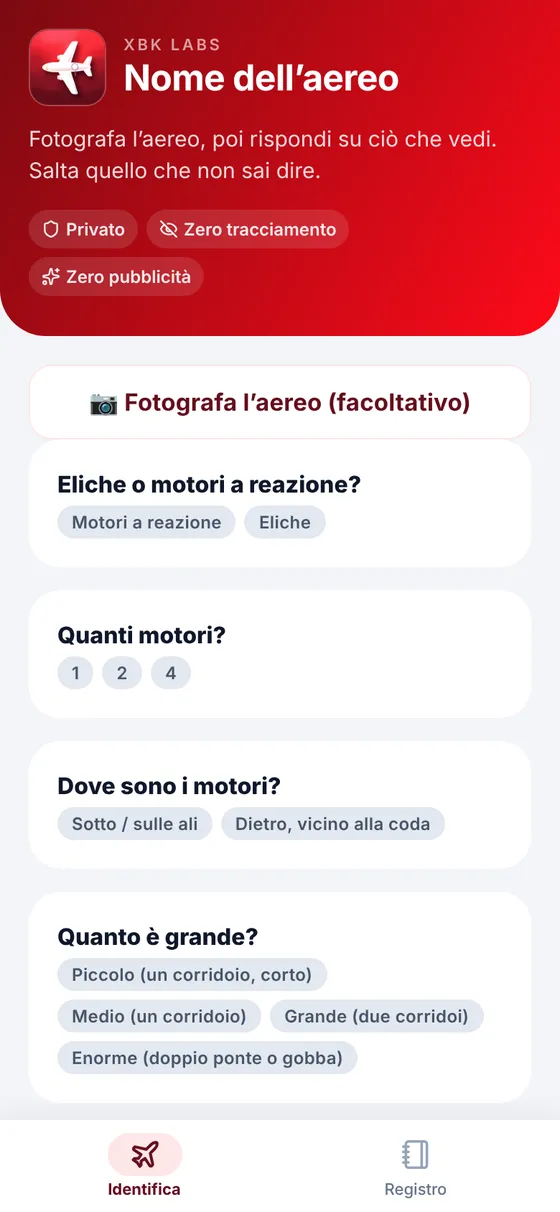 XBK LABS
Nome dell’aereo
Fotografa l’aereo, poi rispondi su ciò che vedi.
Salta quello che non sai dire.
Privato
Zero tracciamento
Zero pubblicità
📷 Fotografa l’aereo (facoltativo)
Eliche o motori a reazione?
Motori a reazione
Eliche
Quanti motori?
1
2
4
Dove sono i motori?
Sotto / sulle ali
Dietro, vicino alla coda
Quanto è grande?
Piccolo (un corridoio, corto)
Medio (un corridoio)
Grande (due corridoi)
Enorme (doppio ponte o gobba)
Identifica
Registro